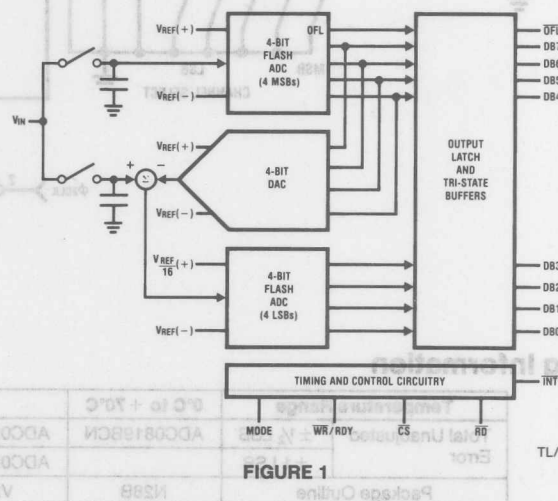 VREF(+)
4-BIT
FLASH
ADC
(4 MSBs)
OFL
VREF(−)
VIN
OFL
DB7
DB6
DB5
DB4
VREF(+)
4-BIT
DAC
VREF(−)
+
−
Σ
OUTPUT
LATCH
AND
TRI-STATE
BUFFERS
VREF/16(+)
4-BIT
FLASH
ADC
(4 LSBs)
VREF(−)
DB3
DB2
DB1
DB0
TIMING AND CONTROL CIRCUITRY
INT
MODE WR/RDY CS RD
TL/
FIGURE 1